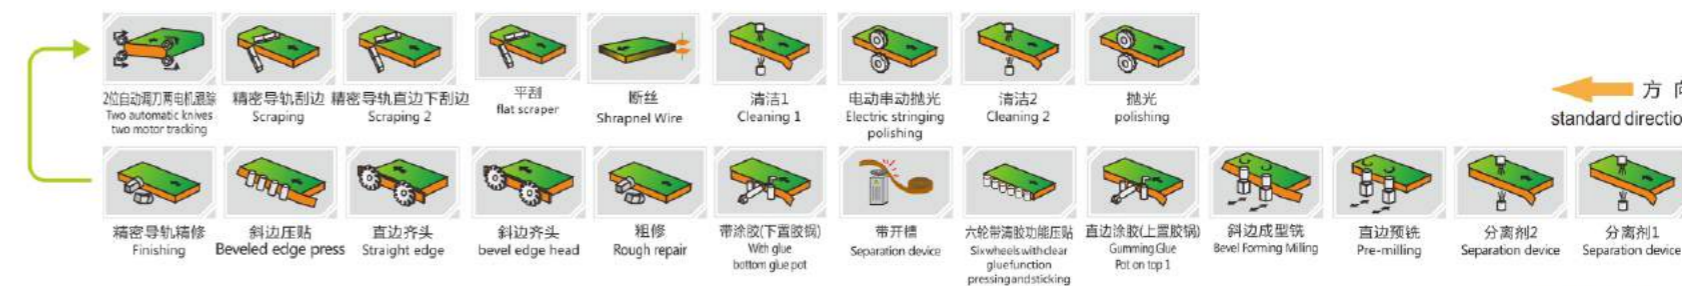 2位自动调刀两电机跟踪
Two automatic knives
two motor tracking
精密导轨刮边
Scraping
精密导轨直边下刮边
Scraping 2
平刮
flat scraper
断丝
Shrapnel Wire
清洁1
Cleaning 1
电动串动抛光
Electric stringing
polishing
清洁2
Cleaning 2
抛光
polishing
方向
standard directio
精密导轨精修
Finishing
斜边压贴
Beveled edge press
直边齐头
Straight edge
斜边齐头
bevel edge head
粗修
Rough repair
带涂胶(下置胶锅)
With glue
bottom glue pot
带开槽
Separation device
六轮带清胶功能压贴
Sixwheelswithclear
gluefunction
pressingandsticking
直边涂胶(上置胶锅)
Gumming Glue
Pot on top 1
斜边成型铣
Bevel Forming Milling
直边预铣
Pre-milling
分离剂2
Separation device
分离剂1
Separation device